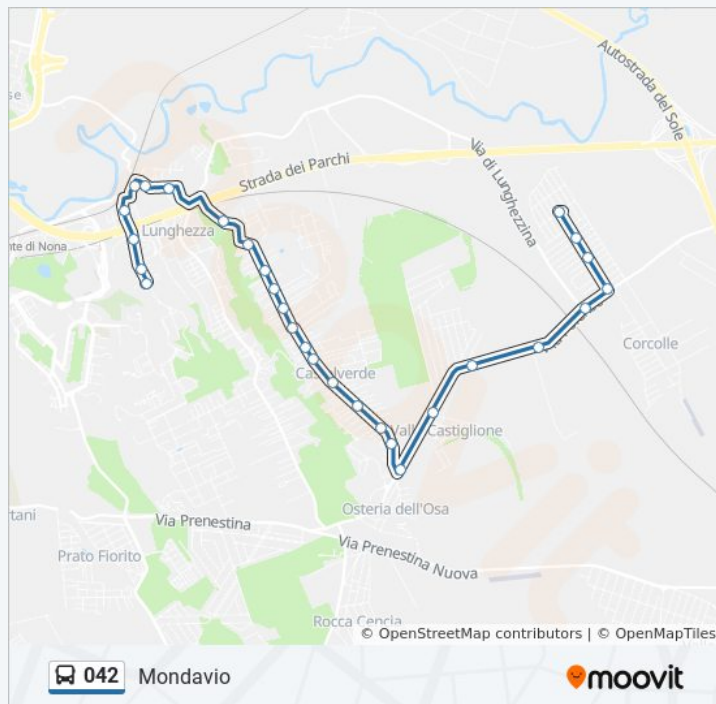 Autostrada del Sole
Via di Lunghezzina
Strada dei Parchi
Lunghezza
nte di Nona
Corcolle
Valle Castiglione
Osteria dell'Osa
Via Prenestina
Via Prenestina Nuova
Prato Fiorito
Rocca Cencia
© OpenStreetMap contributors | © OpenMapTiles
042 Mondavio
moovit